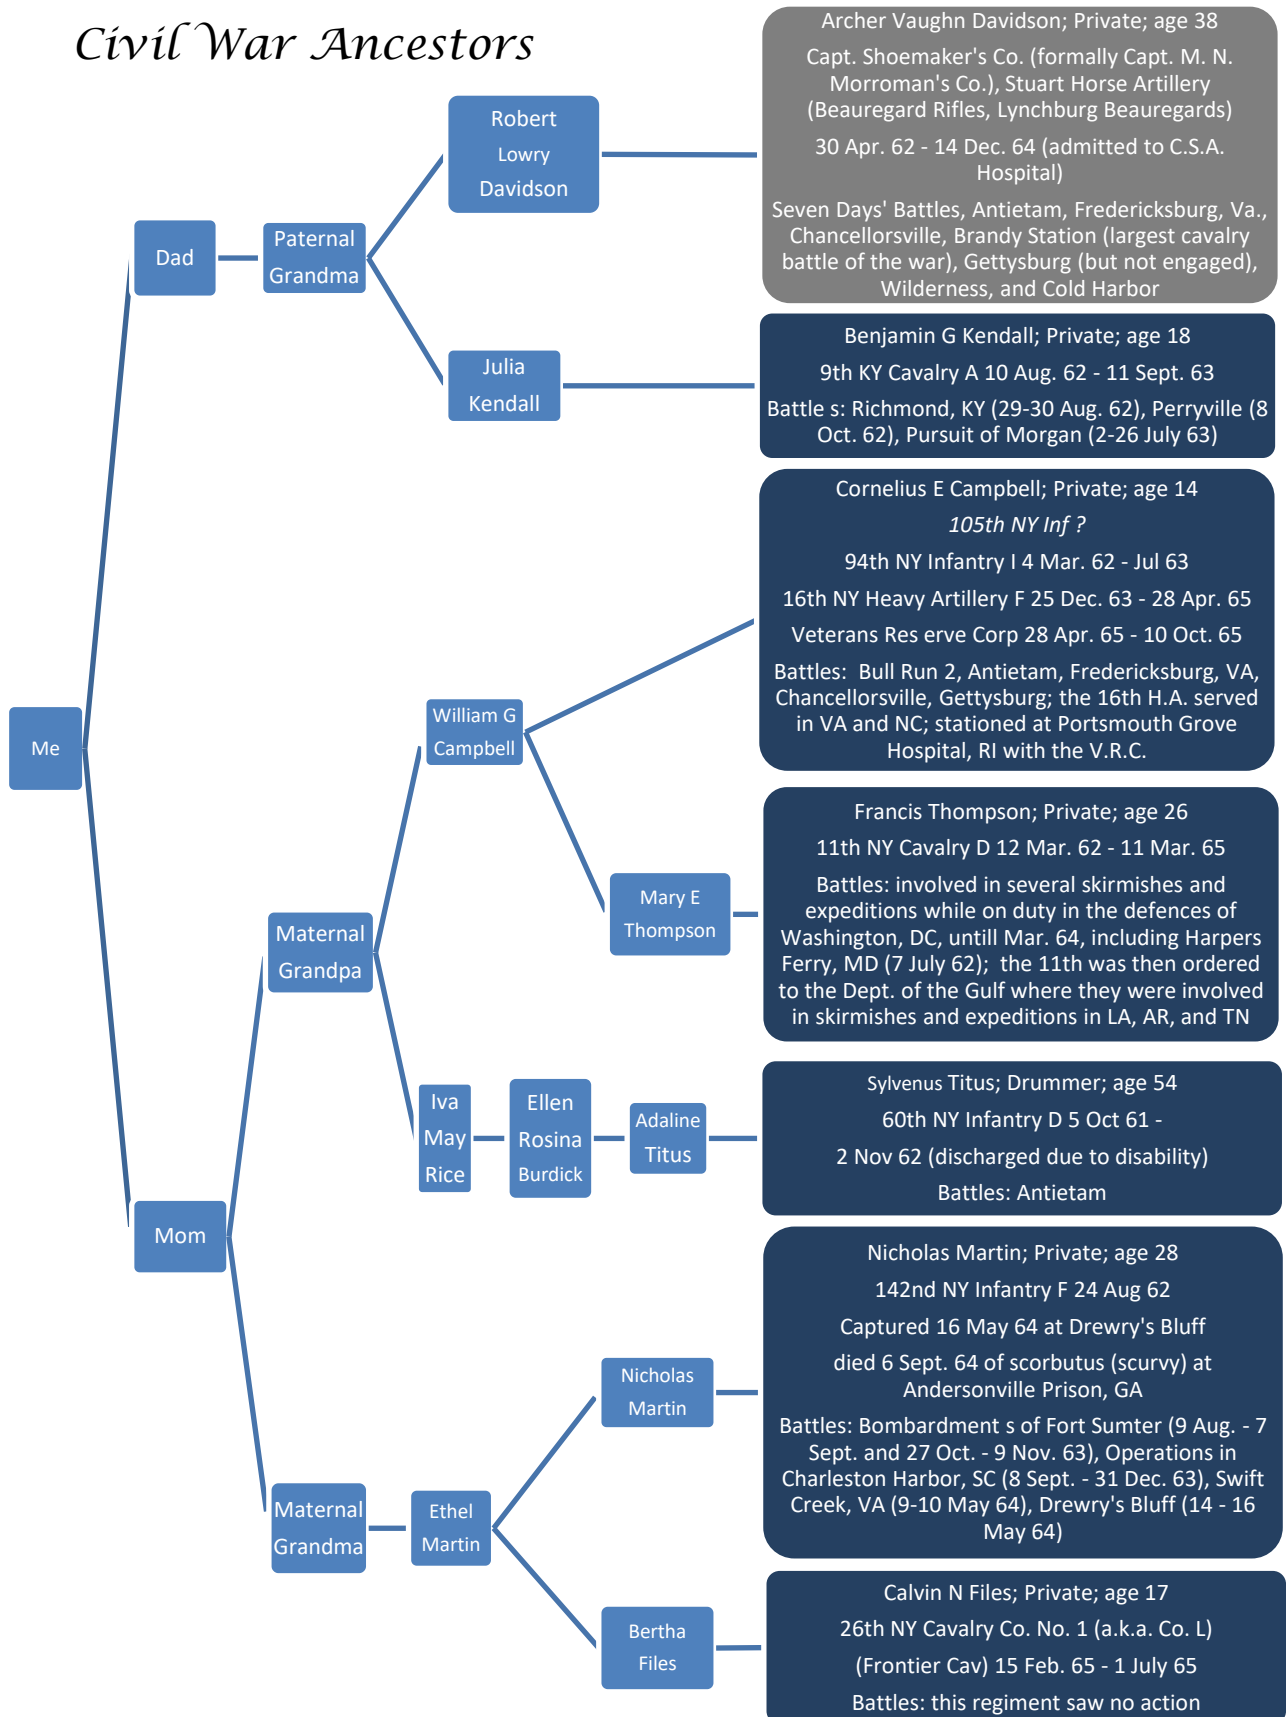 Civil War Ancestors
Archer Vaughn Davidson; Private; age 38
Capt. Shoemaker's Co. (formally Capt. M. N.
Morroman's Co.), Stuart Horse Artillery
(Beauregard Rifles, Lynchburg Beauregards)
30 Apr. 62 - 14 Dec. 64 (admitted to C.S.A.
Hospital)
Seven Days' Battles, Antietam, Fredericksburg, Va.,
Chancellorsville, Brandy Station (largest cavalry
battle of the war), Gettysburg (but not engaged),
Wilderness, and Cold Harbor
Robert
Lowry
Davidson
Dad
Paternal
Grandma
Julia
Kendall
Benjamin G Kendall; Private; age 18
9th KY Cavalry A 10 Aug. 62 - 11 Sept. 63
Battle s: Richmond, KY (29-30 Aug. 62), Perryville (8
Oct. 62), Pursuit of Morgan (2-26 July 63)
Cornelius E Campbell; Private; age 14
105th NY Inf ?
94th NY Infantry I 4 Mar. 62 - Jul 63
16th NY Heavy Artillery F 25 Dec. 63 - 28 Apr. 65
Veterans Res erve Corp 28 Apr. 65 - 10 Oct. 65
Battles:  Bull Run 2, Antietam, Fredericksburg, VA,
Chancellorsville, Gettysburg; the 16th H.A. served
in VA and NC; stationed at Portsmouth Grove
Hospital, RI with the V.R.C.
Me
William G
Campbell
Francis Thompson; Private; age 26
11th NY Cavalry D 12 Mar. 62 - 11 Mar. 65
Battles: involved in several skirmishes and
expeditions while on duty in the defences of
Washington, DC, untill Mar. 64, including Harpers
Ferry, MD (7 July 62);  the 11th was then ordered
to the Dept. of the Gulf where they were involved
in skirmishes and expeditions in LA, AR, and TN
Mary E
Thompson
Maternal
Grandpa
Iva
May
Rice
Ellen
Rosina
Burdick
Adaline
Titus
Sylvenus Titus; Drummer; age 54
60th NY Infantry D 5 Oct 61 -
2 Nov 62 (discharged due to disability)
Battles: Antietam
Mom
Nicholas Martin; Private; age 28
142nd NY Infantry F 24 Aug 62
Captured 16 May 64 at Drewry's Bluff
died 6 Sept. 64 of scorbutus (scurvy) at
Andersonville Prison, GA
Battles: Bombardment s of Fort Sumter (9 Aug. - 7
Sept. and 27 Oct. - 9 Nov. 63), Operations in
Charleston Harbor, SC (8 Sept. - 31 Dec. 63), Swift
Creek, VA (9-10 May 64), Drewry's Bluff (14 - 16
May 64)
Nicholas
Martin
Maternal
Grandma
Ethel
Martin
Bertha
Files
Calvin N Files; Private; age 17
26th NY Cavalry Co. No. 1 (a.k.a. Co. L)
(Frontier Cav) 15 Feb. 65 - 1 July 65
Battles: this regiment saw no action